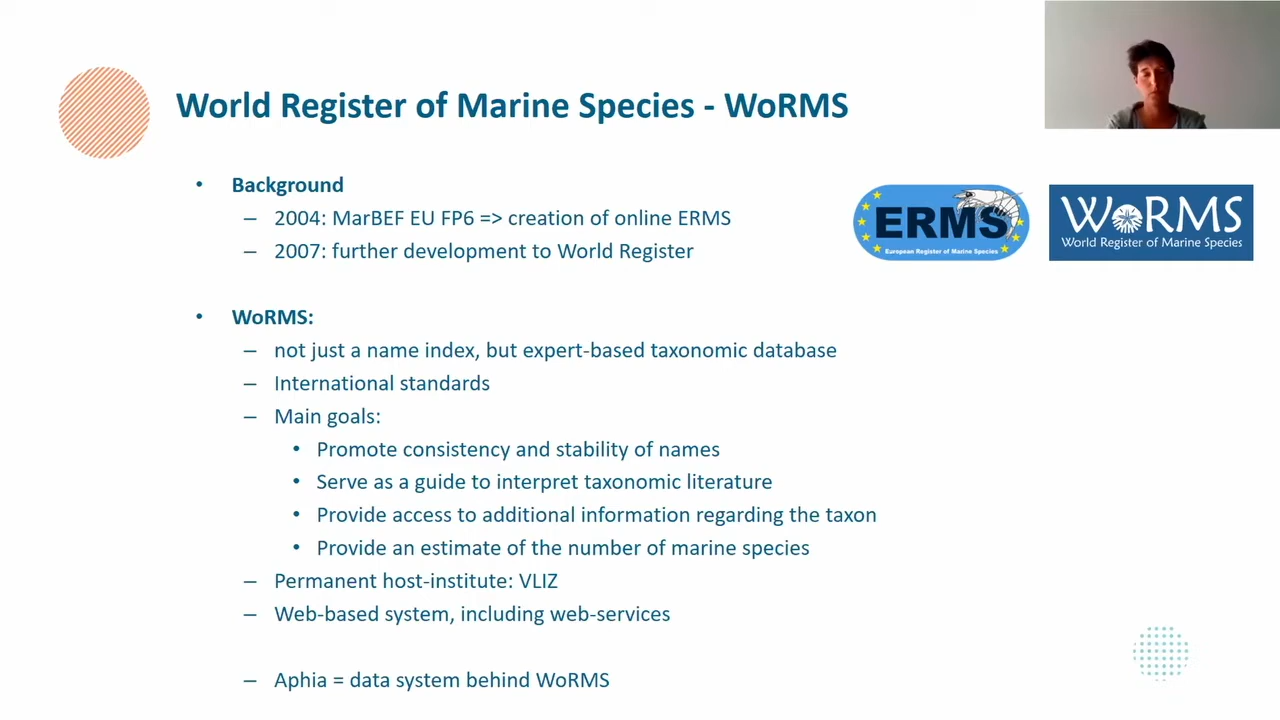 World Register of Marine Species - WoRMS
• Background
– 2004: MarBEF EU FP6 => creation of online ERMS
– 2007: further development to World Register
ERMS
European Register of Marine Species
WoRMS
World Register of Marine Species
• WoRMS:
– not just a name index, but expert-based taxonomic database
– International standards
– Main goals:
• Promote consistency and stability of names
• Serve as a guide to interpret taxonomic literature
• Provide access to additional information regarding the taxon
• Provide an estimate of the number of marine species
– Permanent host-institute: VLIZ
– Web-based system, including web-services
– Aphia = data system behind WoRMS